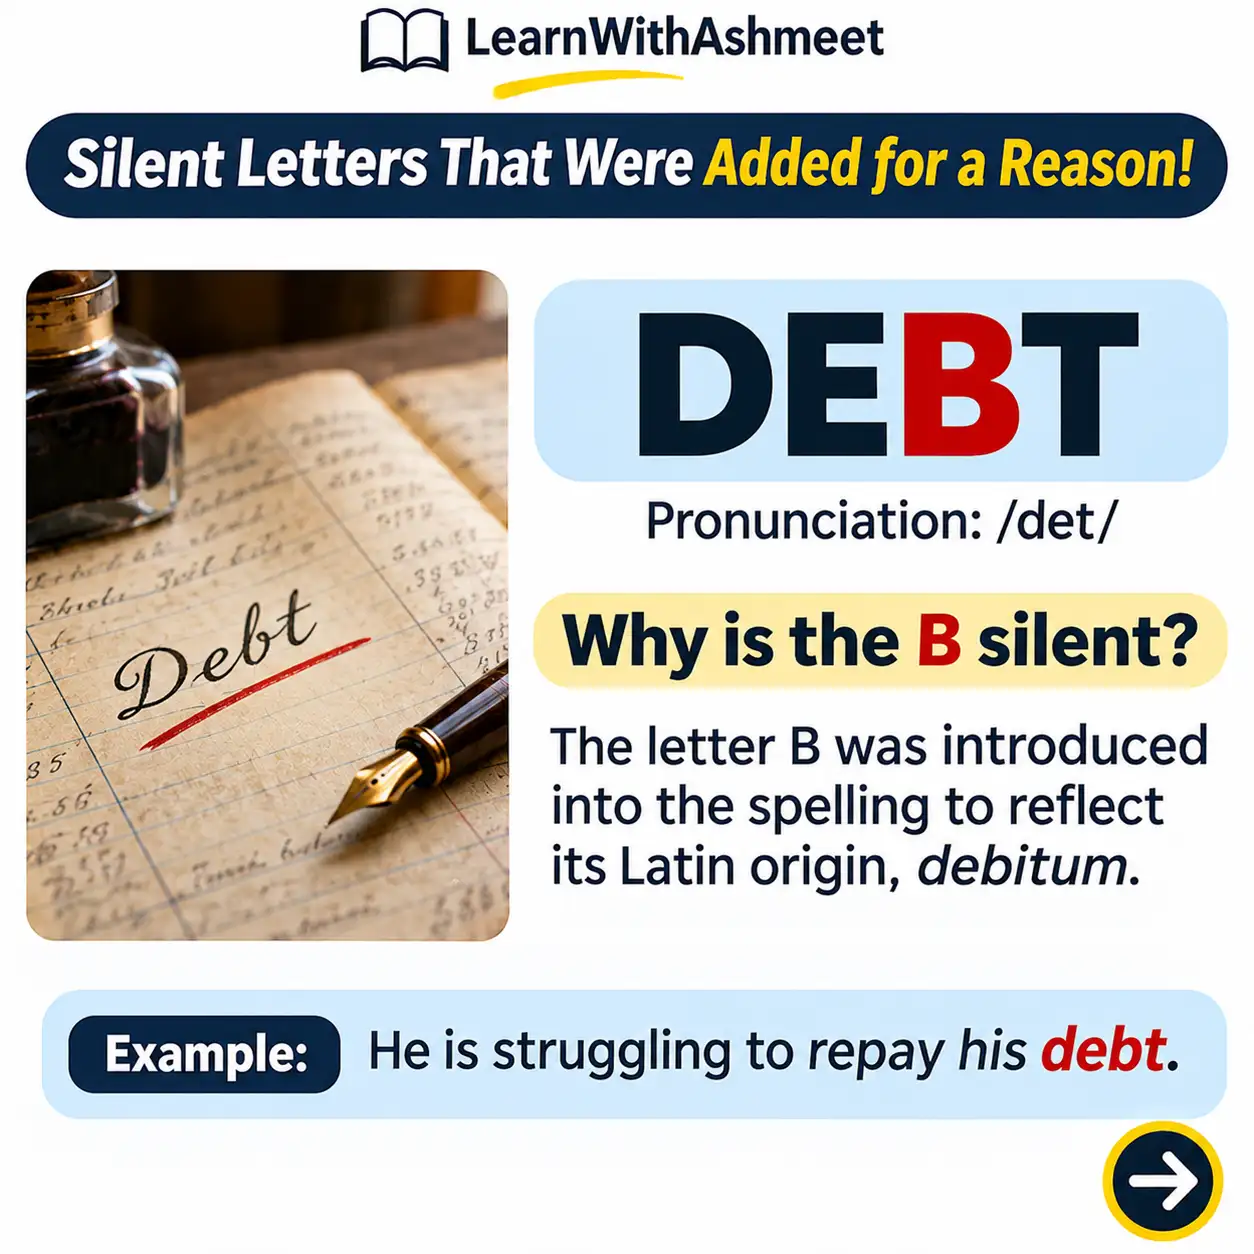 LearnWithAshmeet
Silent Letters That Were Added for a Reason!
Debt
DEBT
Pronunciation: /det/
Why is the B silent?
The letter B was introduced
into the spelling to reflect
its Latin origin, debitum.
Example: He is struggling to repay his debt.